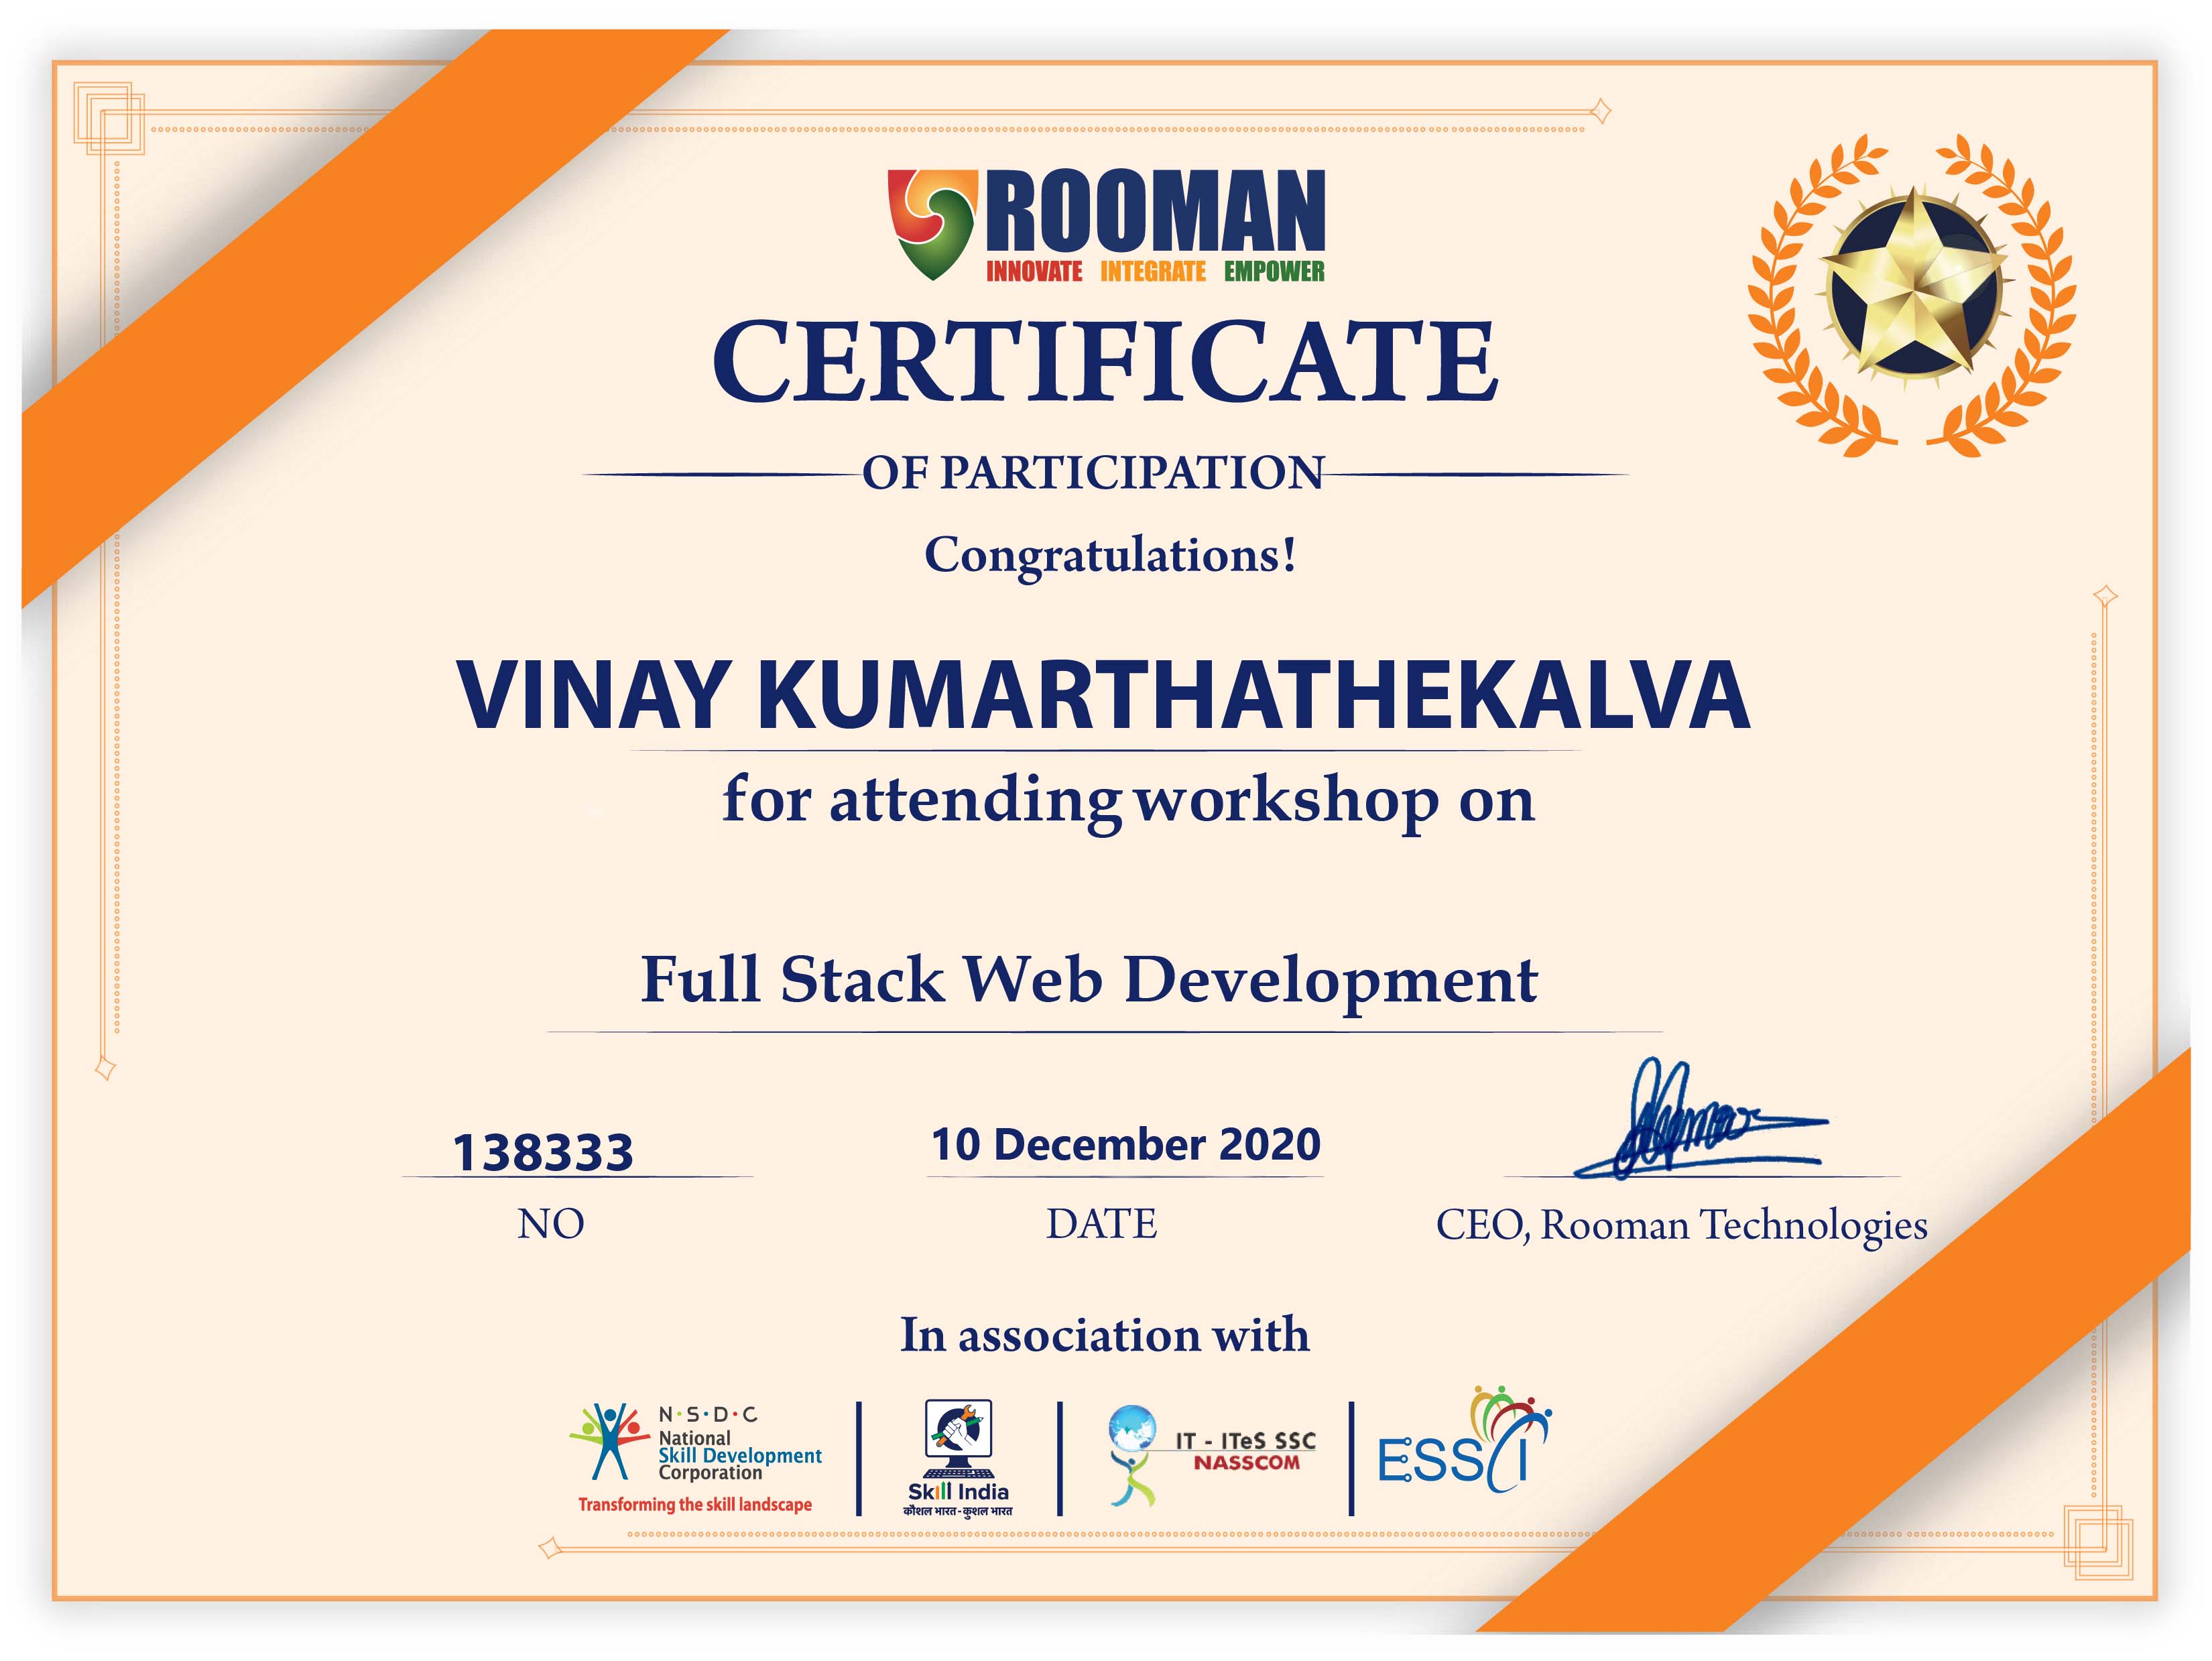 ROOMAN
INNOVATE INTEGRATE EMPOWER
CERTIFICATE
OF PARTICIPATION
Congratulations!
VINAY KUMARTHATHEKALVA
for attending workshop on
Full Stack Web Development
138333
10 December 2020
NO
DATE
CEO, Rooman Technologies
In association with
N·S·D·C
National
Skill Development
Corporation
Transforming the skill landscape
Skill India
कौशल भारत-कुशल भारत
IT - ITeS SSC
NASSCOM
ESSCI